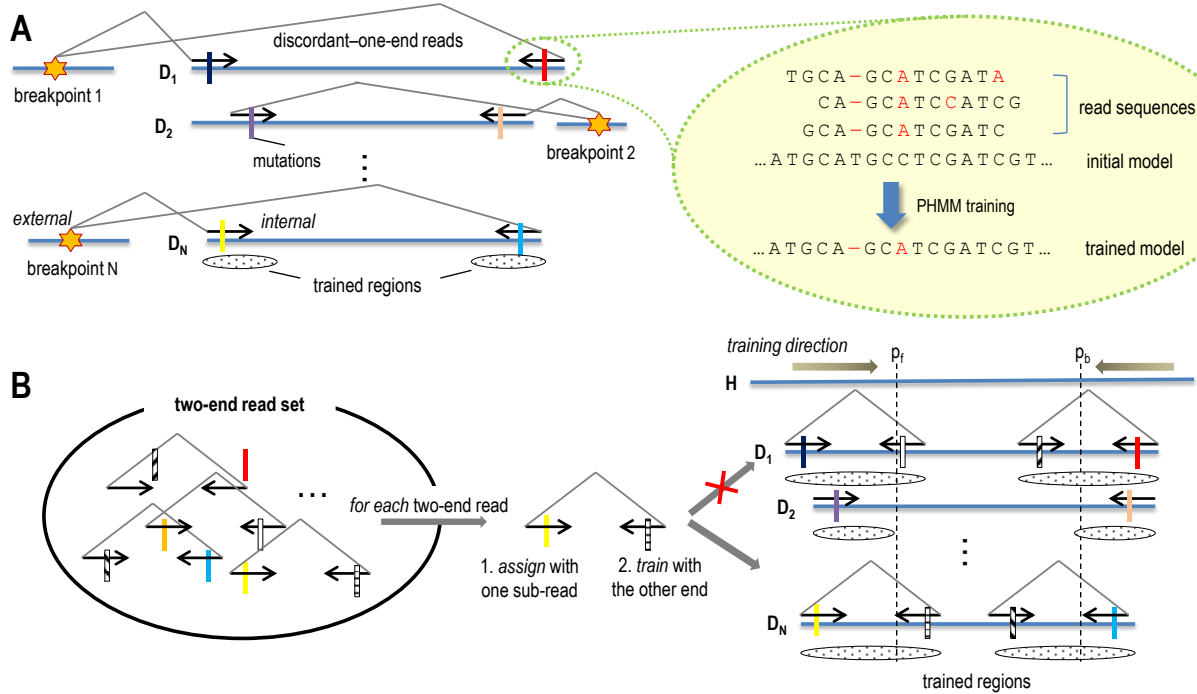 A
discordant–one-end reads
D1
breakpoint 1
D2
mutations
breakpoint 2
⋮
external
internal
DN
breakpoint N
trained regions
TGCA–GCATCGATA
CA–GCATCCATCG
GCA–GCATCGATC
read sequences
…ATGCATGCCTCGATCGT…
initial model
PHMM training
…ATGCA–GCATCGATCGT…
trained model
B
two-end read set
…
for each two-end read
1. assign with
one sub-read
2. train with
the other end
training direction
pf
pb
H
D1
D2
⋮
DN
trained regions